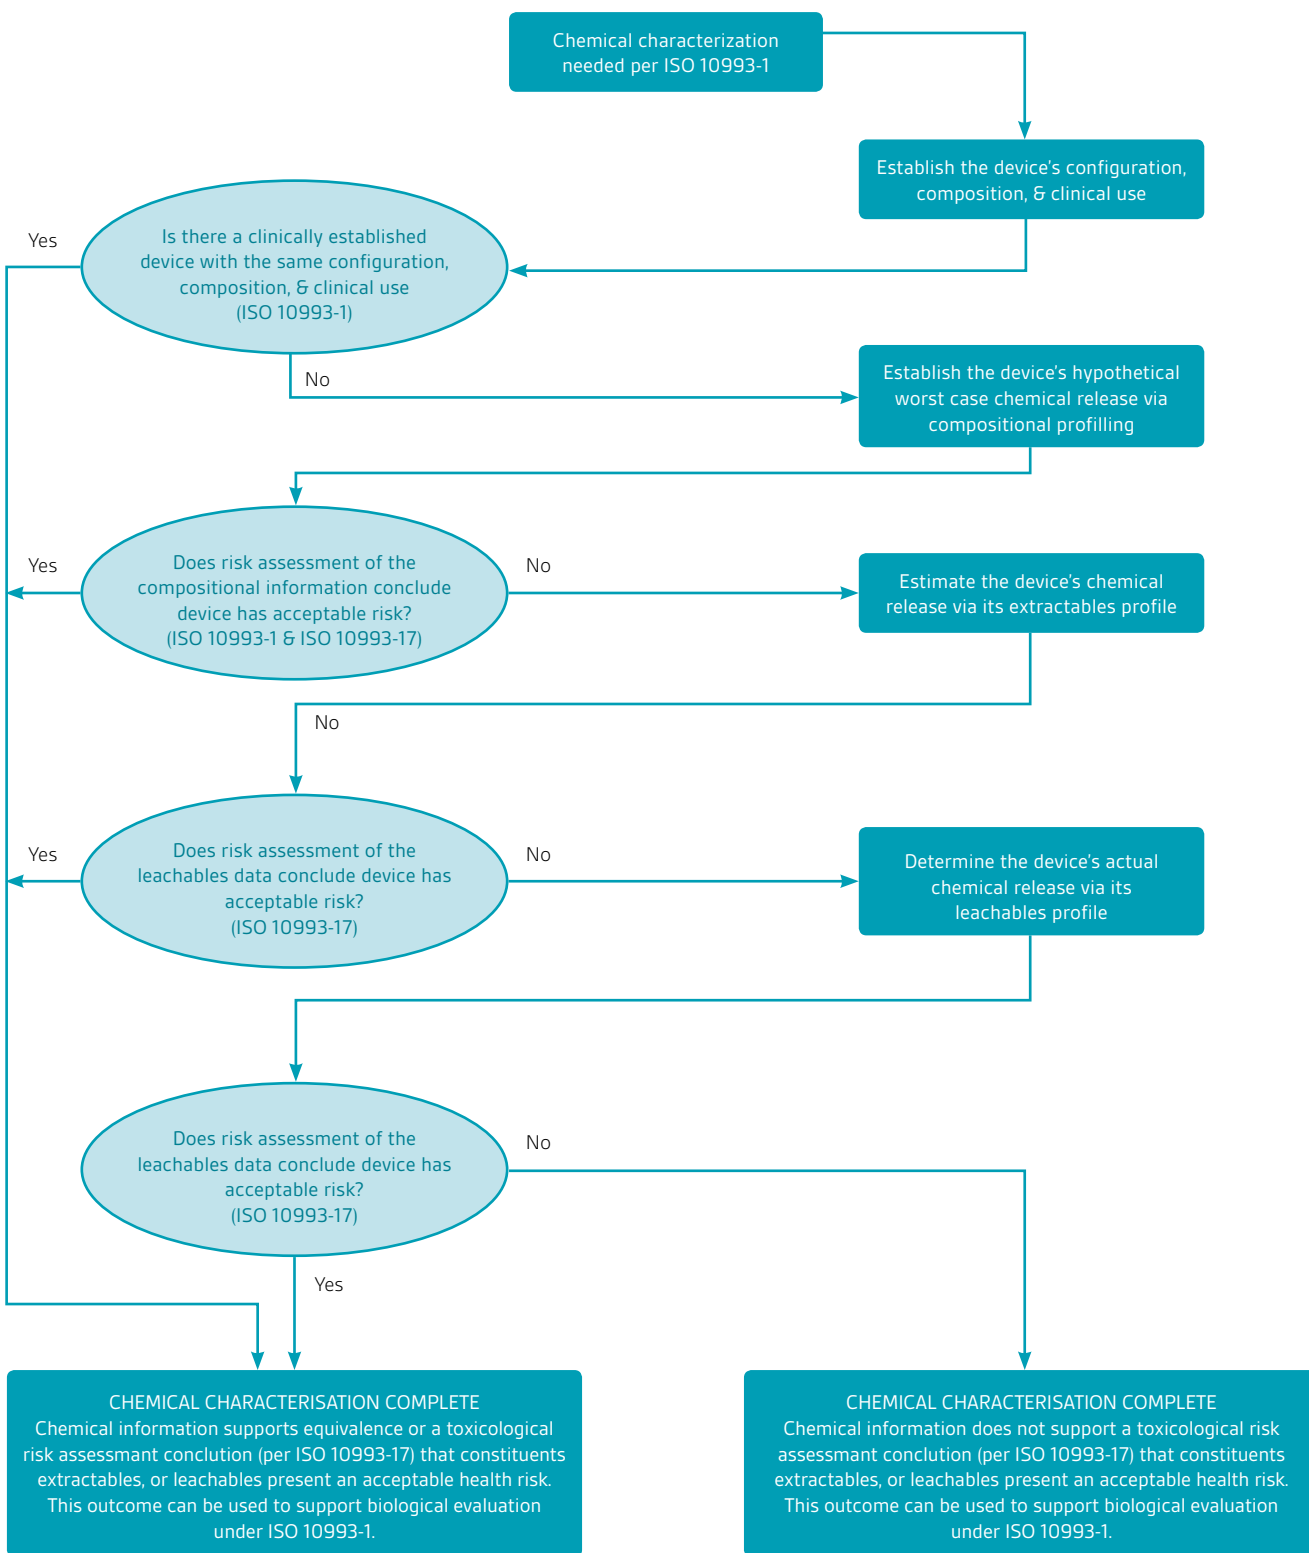 Chemical characterization
needed per ISO 10993-1
Establish the device's configuration,
composition, & clinical use
Yes
Is there a clinically established
device with the same configuration,
composition, & clinical use
(ISO 10993-1)
No
Establish the device's hypothetical
worst case chemical release via
compositional profilling
Yes
Does risk assessment of the
compositional information conclude
device has acceptable risk?
(ISO 10993-1 & ISO 10993-17)
No
Estimate the device's chemical
release via its extractables profile
No
Yes
Does risk assessment of the
leachables data conclude device has
acceptable risk?
(ISO 10993-17)
No
Determine the device's actual
chemical release via its
leachables profile
Does risk assessment of the
leachables data conclude device has
acceptable risk?
(ISO 10993-17)
No
Yes
CHEMICAL CHARACTERISATION COMPLETE
Chemical information supports equivalence or a toxicological
risk assessmant conclution (per ISO 10993-17) that constituents
extractables, or leachables present an acceptable health risk.
This outcome can be used to support biological evaluation
under ISO 10993-1.
CHEMICAL CHARACTERISATION COMPLETE
Chemical information does not support a toxicological risk
assessmant conclution (per ISO 10993-17) that constituents
extractables, or leachables present an acceptable health risk.
This outcome can be used to support biological evaluation
under ISO 10993-1.